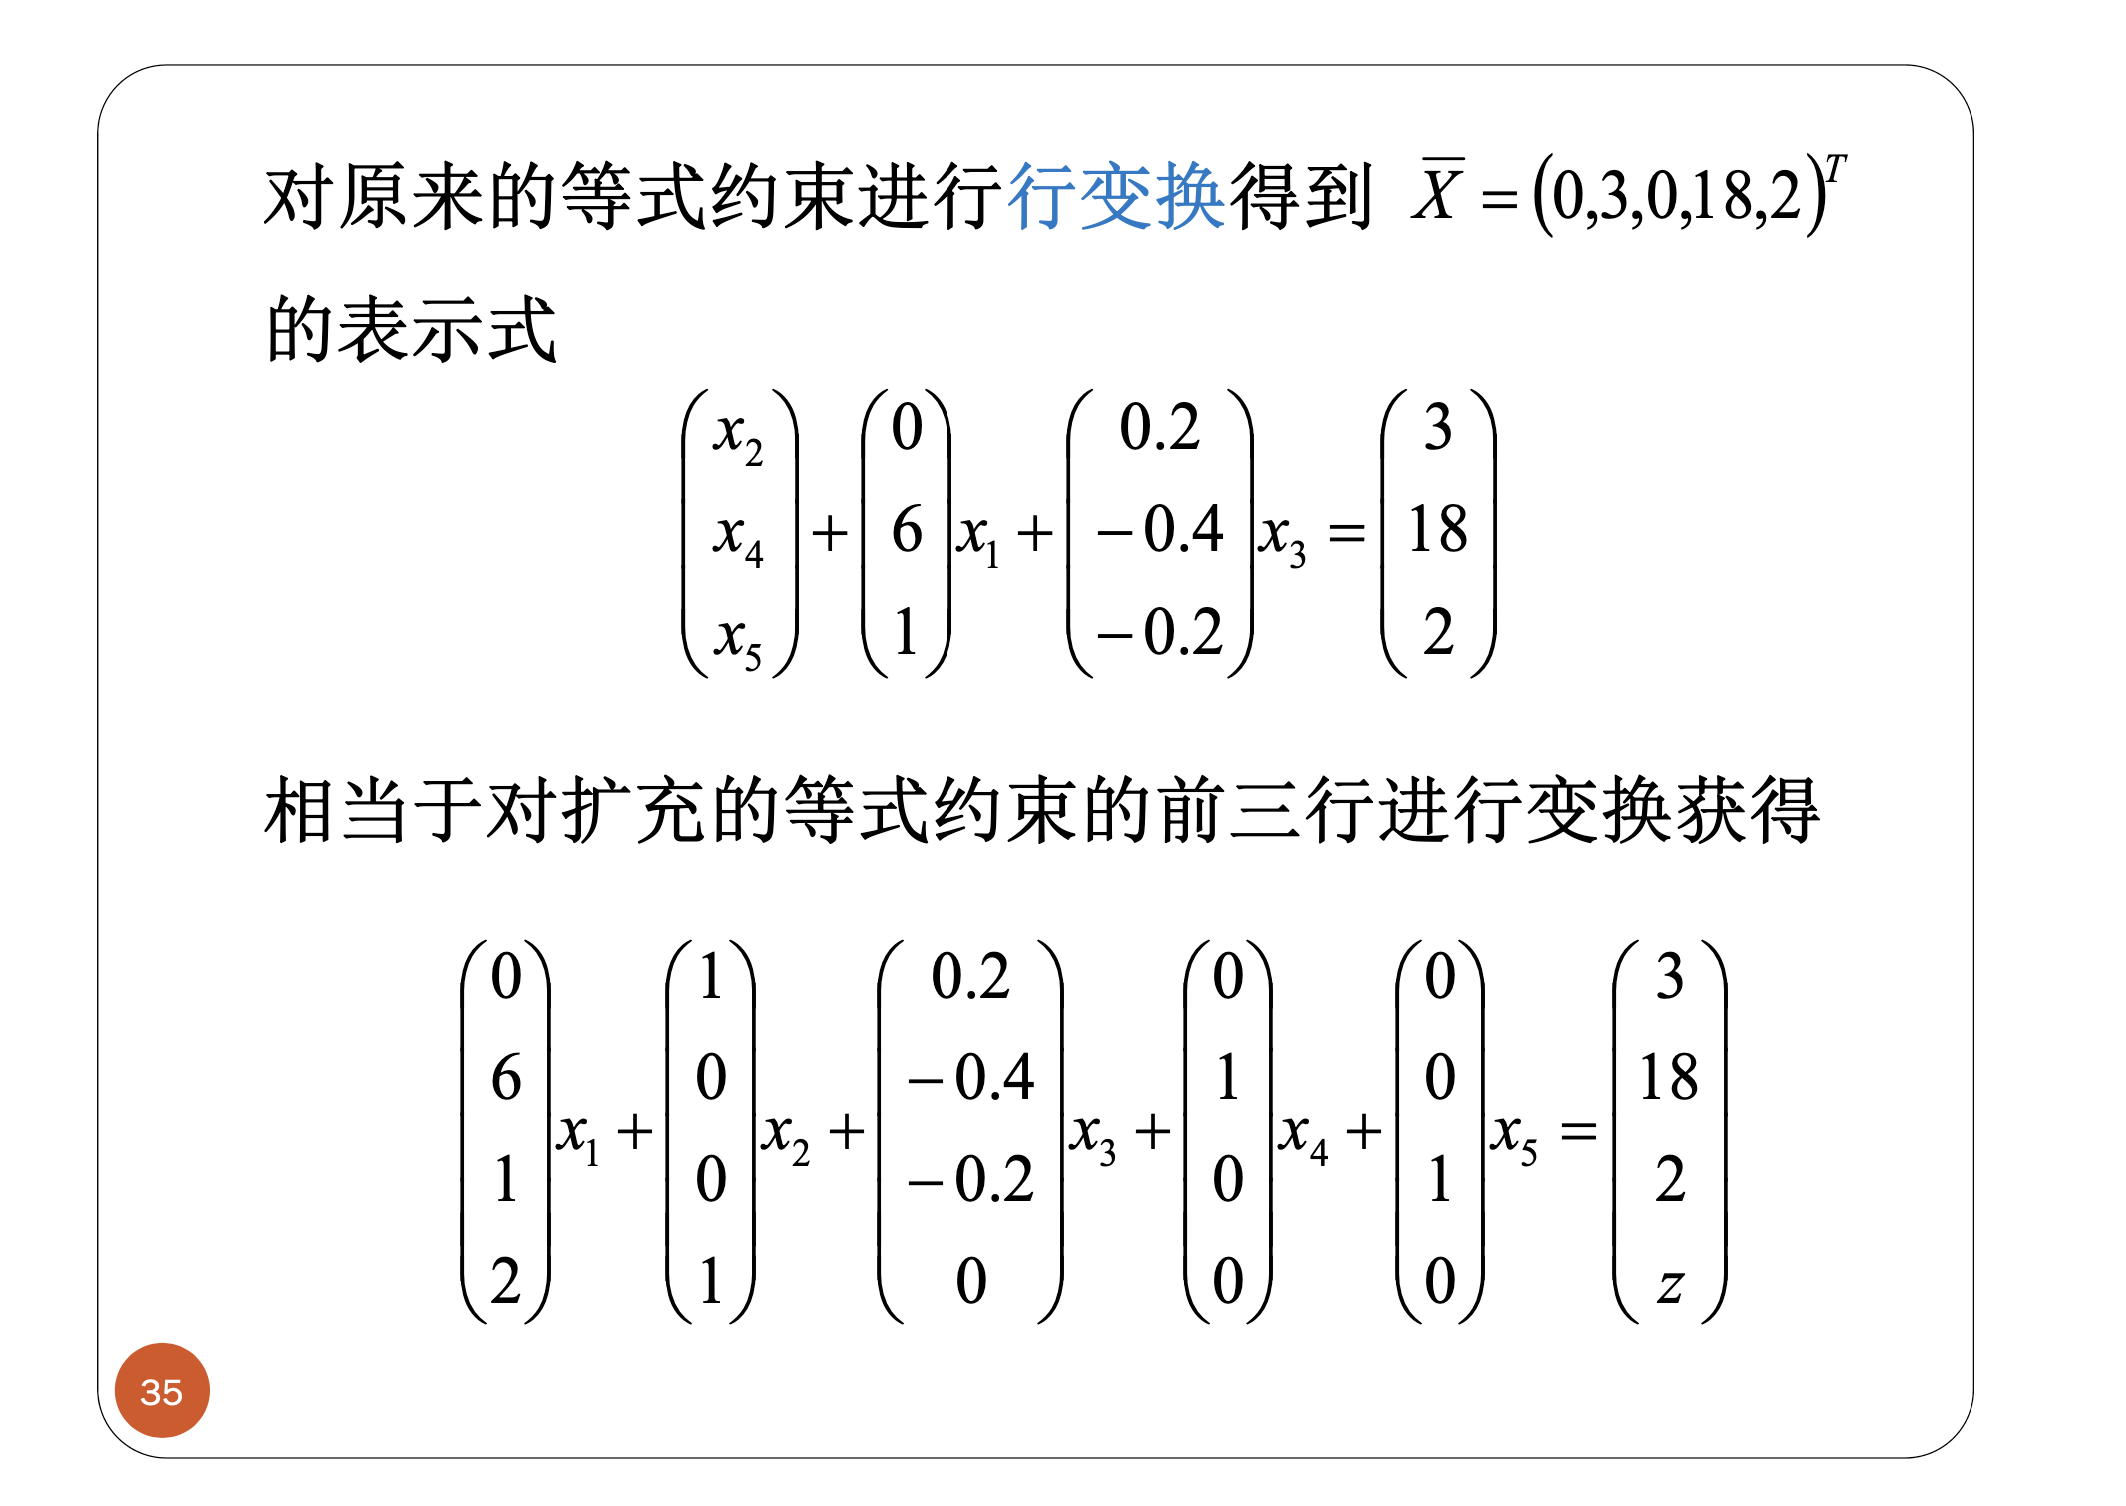 对原来的等式约束进行行变换得到 $\overline{X} = (0,3,0,18,2)^T$
的表示式
$\begin{pmatrix} x_2 \\ x_4 \\ x_5 \end{pmatrix} + \begin{pmatrix} 0 \\ 6 \\ 1 \end{pmatrix} x_1 + \begin{pmatrix} 0.2 \\ -0.4 \\ -0.2 \end{pmatrix} x_3 = \begin{pmatrix} 3 \\ 18 \\ 2 \end{pmatrix}$
相当于对扩充的等式约束的前三行进行变换获得
$\begin{pmatrix} 0 \\ 6 \\ 1 \\ 2 \end{pmatrix} x_1 + \begin{pmatrix} 1 \\ 0 \\ 0 \\ 1 \end{pmatrix} x_2 + \begin{pmatrix} 0.2 \\ -0.4 \\ -0.2 \\ 0 \end{pmatrix} x_3 + \begin{pmatrix} 0 \\ 1 \\ 0 \\ 0 \end{pmatrix} x_4 + \begin{pmatrix} 0 \\ 0 \\ 1 \\ 0 \end{pmatrix} x_5 = \begin{pmatrix} 3 \\ 18 \\ 2 \\ z \end{pmatrix}$
35